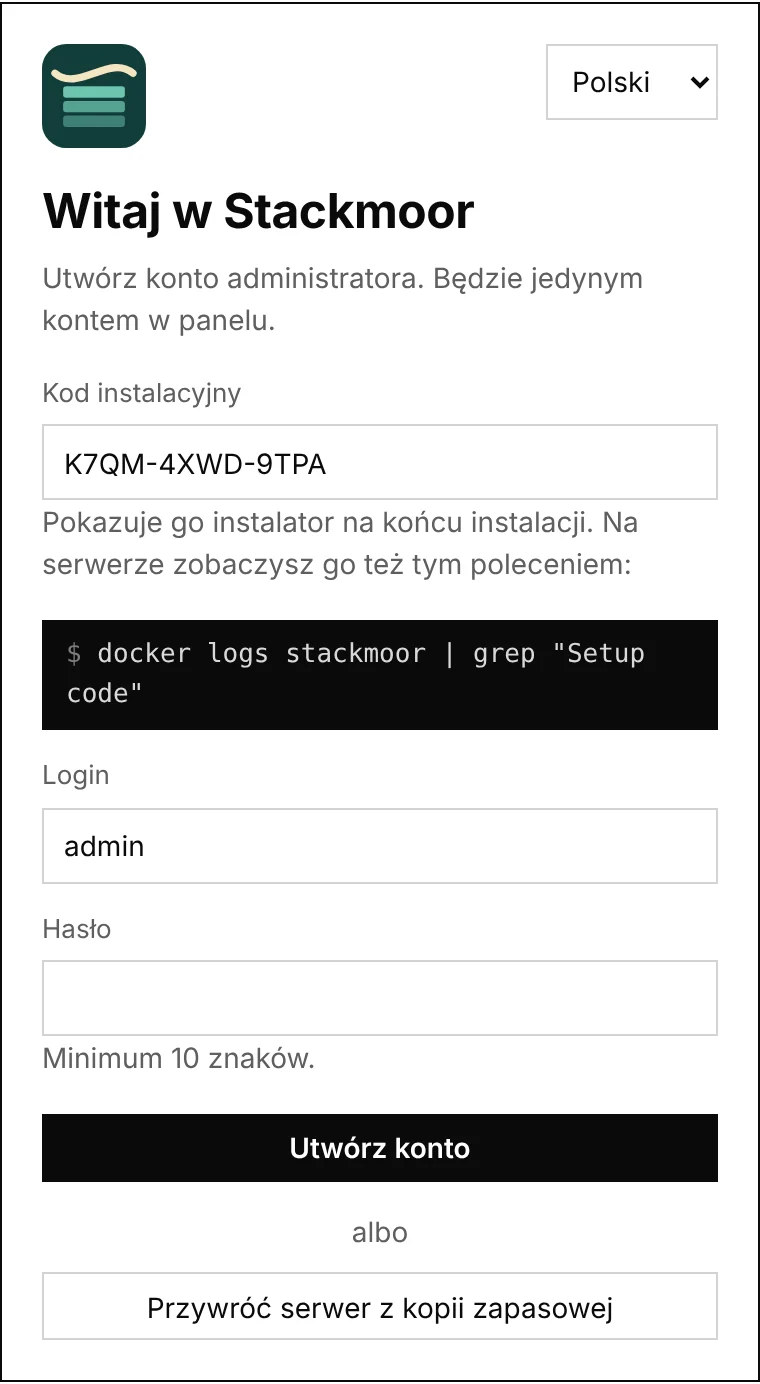 Polski
Witaj w Stackmoor
Utwórz konto administratora. Będzie jedynym
kontem w panelu.
Kod instalacyjny
K7QM-4XWD-9TPA
Pokazuje go instalator na końcu instalacji. Na
serwerze zobaczysz go też tym poleceniem:
$ docker logs stackmoor | grep "Setup
code"
Login
admin
Hasło
Minimum 10 znaków.
Utwórz konto
albo
Przywróć serwer z kopii zapasowej